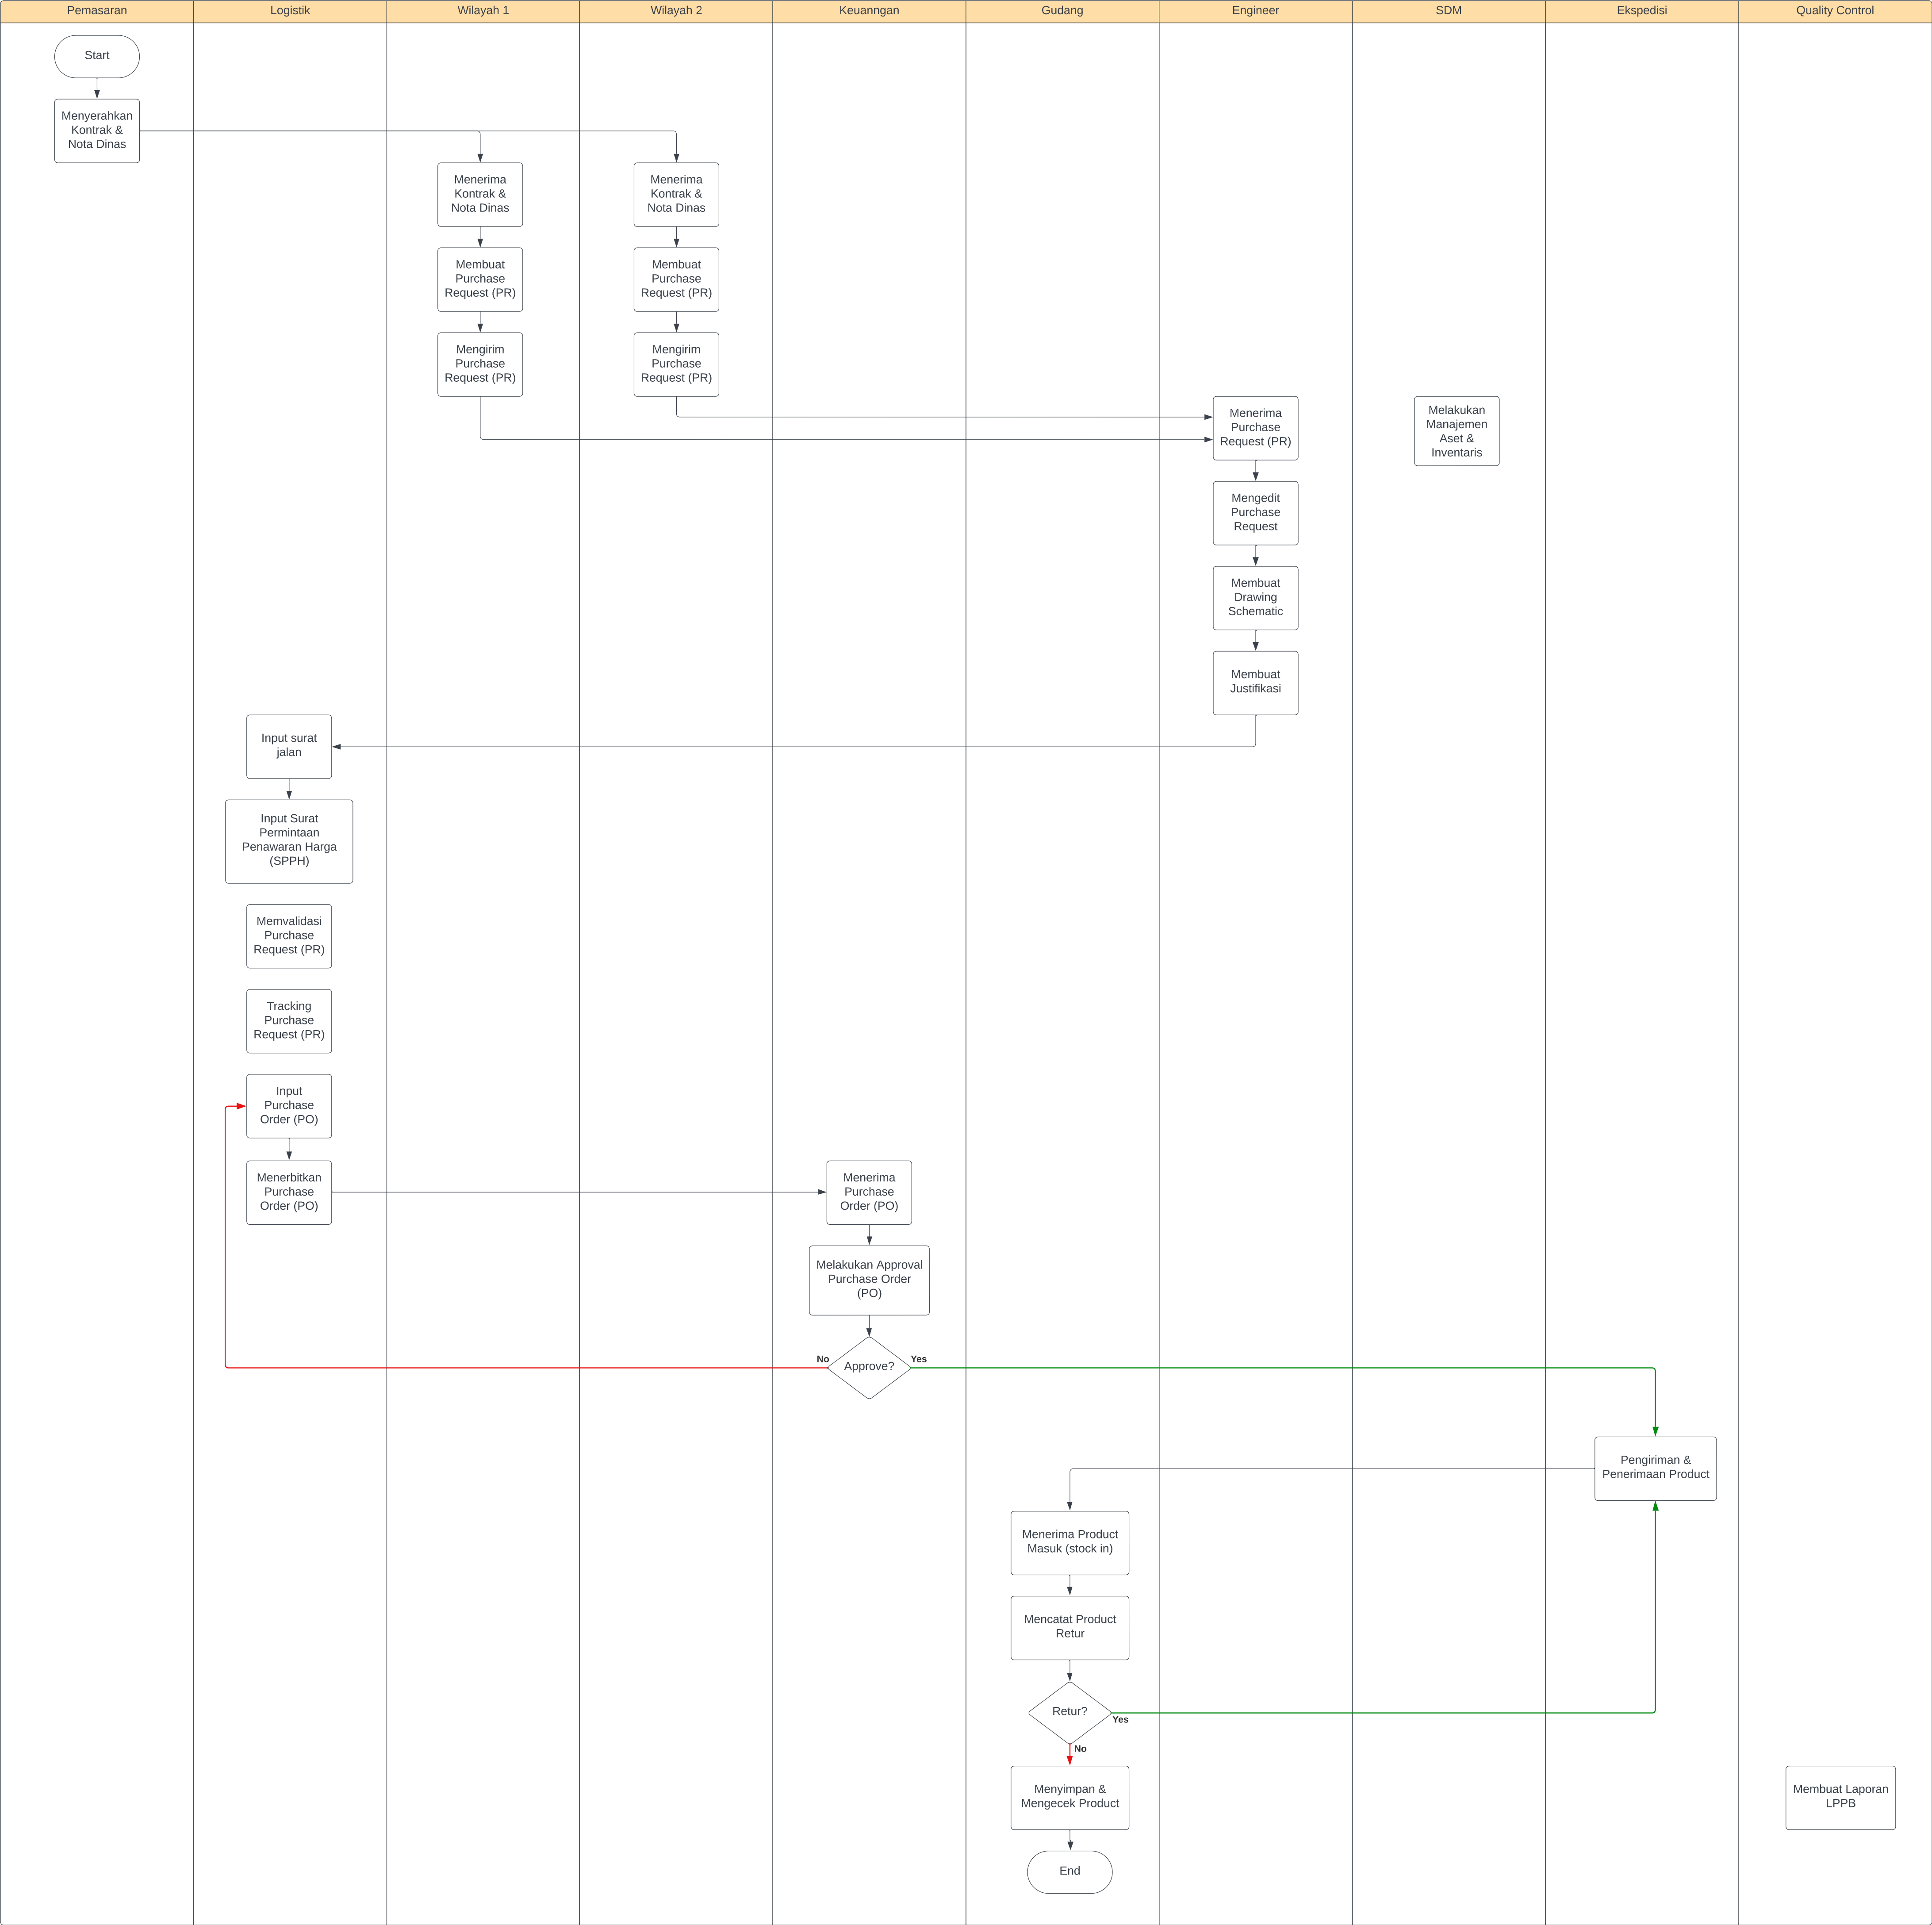 Pemasaran
Logistik
Wilayah 1
Wilayah 2
Keuanngan
Gudang
Engineer
SDM
Ekspedisi
Quality Control
Start
Menyerahkan
Kontrak &
Nota Dinas
Menerima
Kontrak &
Nota Dinas
Menerima
Kontrak &
Nota Dinas
Membuat
Purchase
Request (PR)
Membuat
Purchase
Request (PR)
Mengirim
Purchase
Request (PR)
Mengirim
Purchase
Request (PR)
Menerima
Purchase
Request (PR)
Melakukan
Manajemen
Aset &
Inventaris
Mengedit
Purchase
Request
Membuat
Drawing
Schematic
Membuat
Justifikasi
Input surat
jalan
Input Surat
Permintaan
Penawaran Harga
(SPPH)
Memvalidasi
Purchase
Request (PR)
Tracking
Purchase
Request (PR)
Input
Purchase
Order (PO)
Menerbitkan
Purchase
Order (PO)
Menerima
Purchase
Order (PO)
Melakukan Approval
Purchase Order
(PO)
No
Approve?
Yes
Pengiriman &
Penerimaan Product
Menerima Product
Masuk (stock in)
Mencatat Product
Retur
Retur?
Yes
No
Menyimpan &
Mengecek Product
Membuat Laporan
LPPB
End